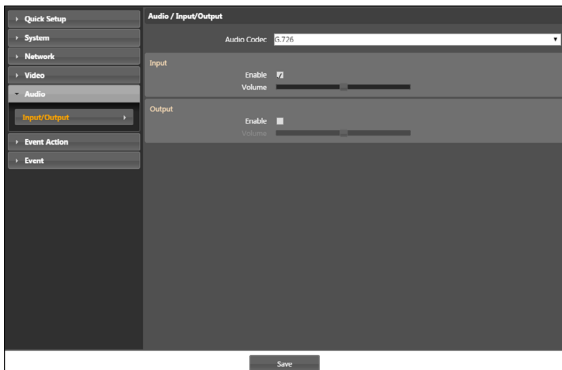 Quick Setup
System
Network
Video
Audio
Input/Output
Event Action
Event
Audio / Input/Output
Audio Codec G.726
Input
Enable
Volume
Output
Enable
Volume
Save